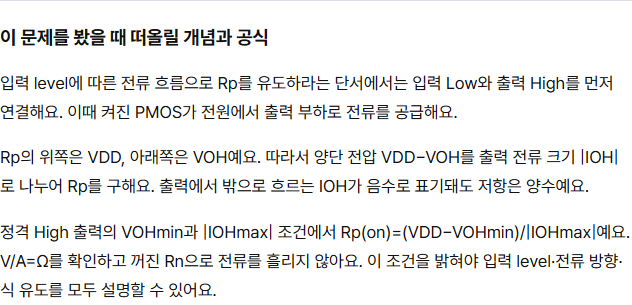 이 문제를 봤을 때 떠올릴 개념과 공식
입력 level에 따른 전류 흐름으로 Rp를 유도하라는 단서에서는 입력 Low와 출력 High를 먼저
연결해요. 이때 켜진 PMOS가 전원에서 출력 부하로 전류를 공급해요.
Rp의 위쪽은 VDD, 아래쪽은 VOH예요. 따라서 양단 전압 VDD−VOH를 출력 전류 크기 |IOH|
로 나누어 Rp를 구해요. 출력에서 밖으로 흐르는 IOH가 음수로 표기돼도 저항은 양수예요.
정격 High 출력의 VOHmin과 |IOHmax| 조건에서 Rp(on)=(VDD−VOHmin)/|IOHmax|예요.
V/A=Ω를 확인하고 꺼진 Rn으로 전류를 흘리지 않아요. 이 조건을 밝혀야 입력 level·전류 방향·
식 유도를 모두 설명할 수 있어요.